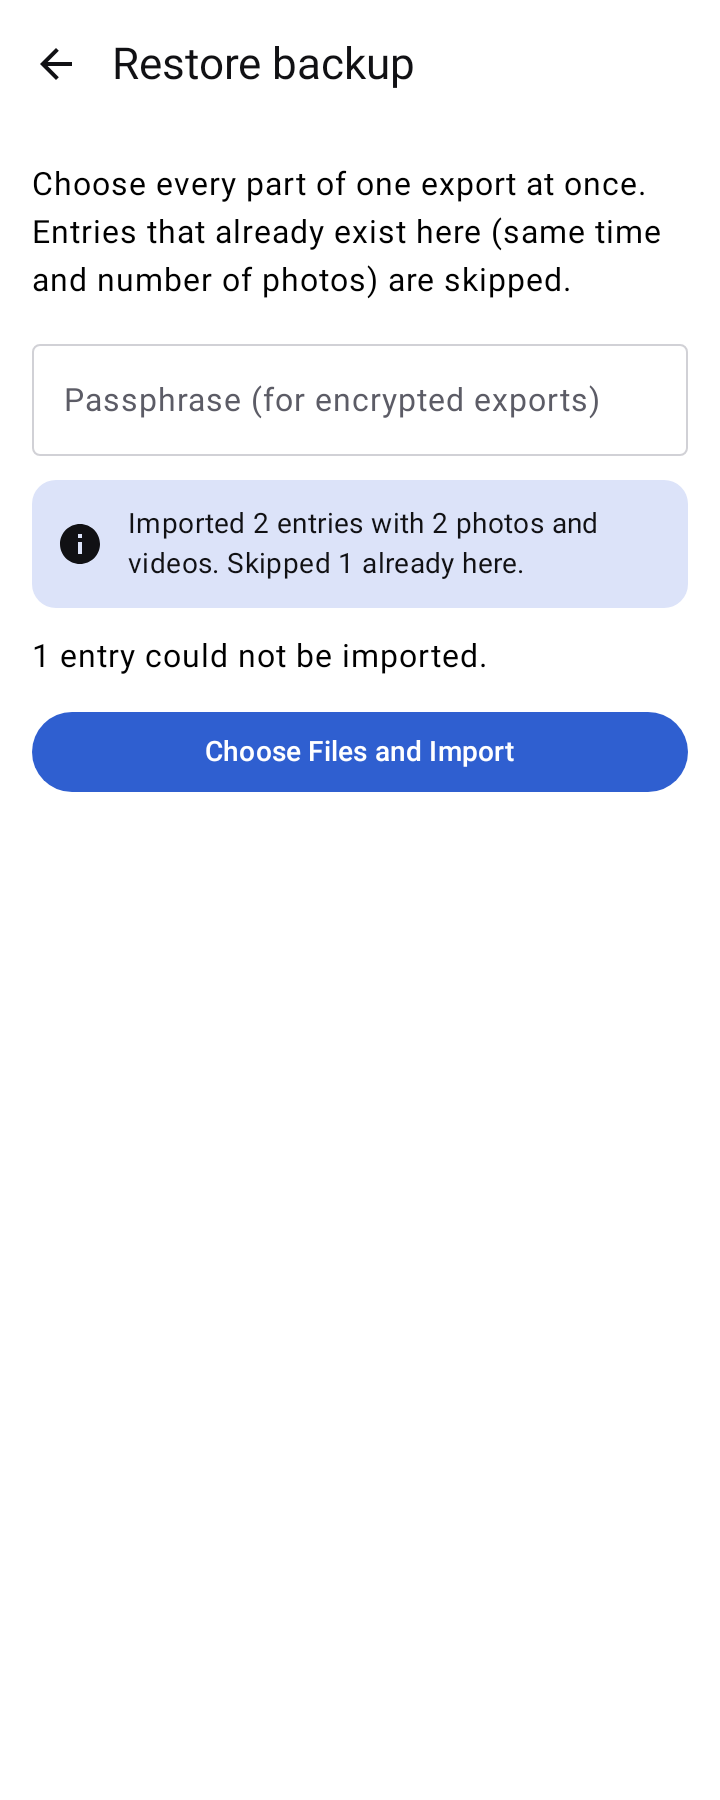 Restore backup
Choose every part of one export at once.
Entries that already exist here (same time
and number of photos) are skipped.
Passphrase (for encrypted exports)
Imported 2 entries with 2 photos and
videos. Skipped 1 already here.
1 entry could not be imported.
Choose Files and Import